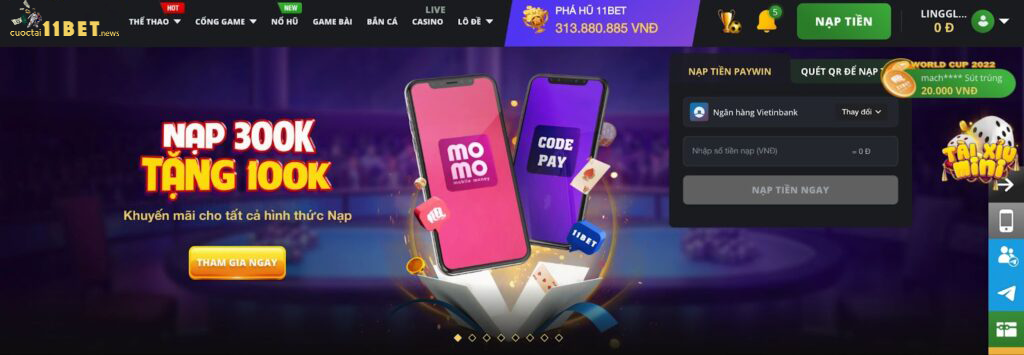 HOT
NEW
LIVE
cuoctai11BET.news
THỂ THAO
CỔNG GAME
NỔ HŨ
GAME BÀI
BẮN CÁ
CASINO
LÔ ĐỀ
PHÁ HŨ 11BET
313.880.885 VNĐ
5
NẠP TIỀN
LINGGL...
0 Đ
NẠP TIỀN PAYWIN
QUÉT QR ĐỂ NẠP
WORLD CUP 2022
mach**** Sút trúng
20.000 VNĐ
Ngân hàng Vietinbank
Thay đổi
Nhập số tiền nạp (VNĐ)
= 0 Đ
NẠP TIỀN NGAY
NẠP 300K
TẶNG 100K
Khuyến mãi cho tất cả hình thức Nạp
THAM GIA NGAY
MO
MO
mobile money
CODE
PAY
11BET
TÀI XỈU
Mini